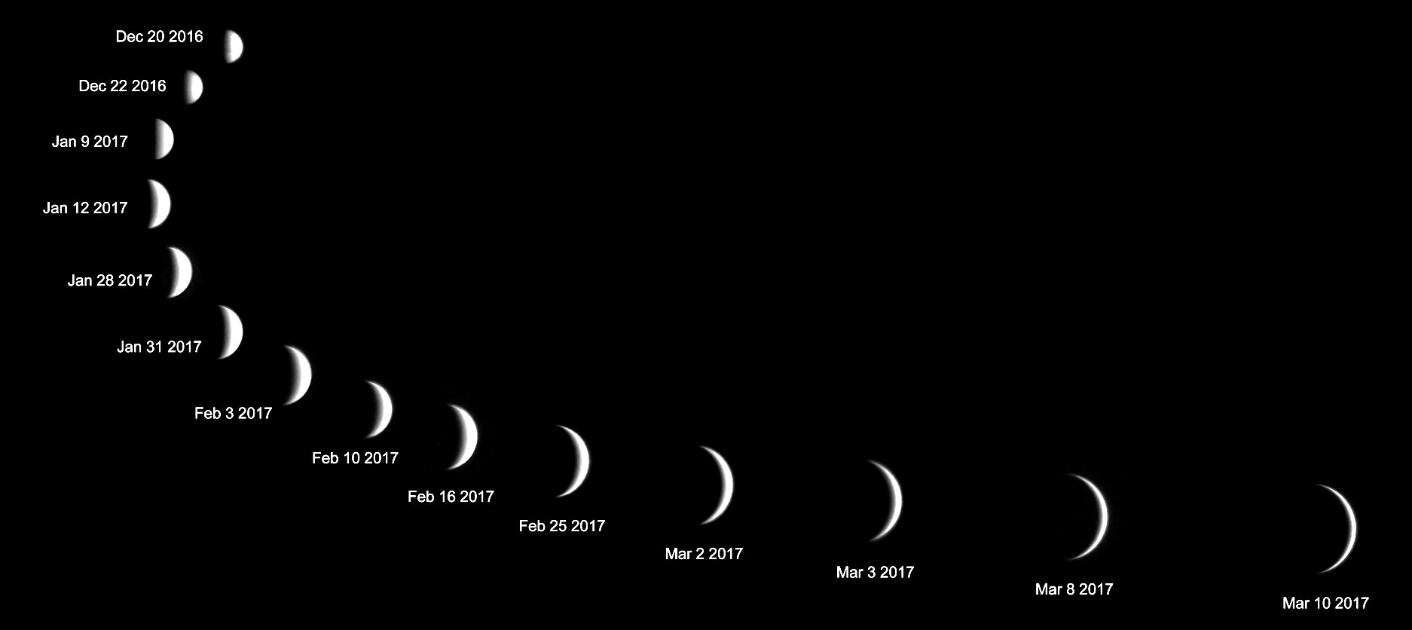 Dec 20 2016
Dec 22 2016
Jan 9 2017
Jan 12 2017
Jan 28 2017
Jan 31 2017
Feb 3 2017
Feb 10 2017
Feb 16 2017
Feb 25 2017
Mar 2 2017
Mar 3 2017
Mar 8 2017
Mar 10 2017